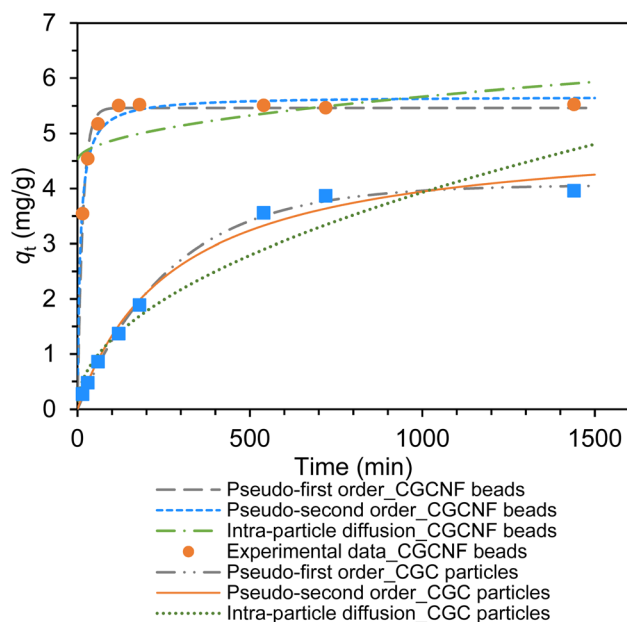 7
6
5
4
3
2
1
0
qt (mg/g)
0 500 1000 1500
Time (min)
Pseudo-first order_CGCNF beads
Pseudo-second order_CGCNF beads
Intra-particle diffusion_CGCNF beads
Experimental data_CGCNF beads
Pseudo-first order_CGC particles
Pseudo-second order_CGC particles
Intra-particle diffusion_CGC particles